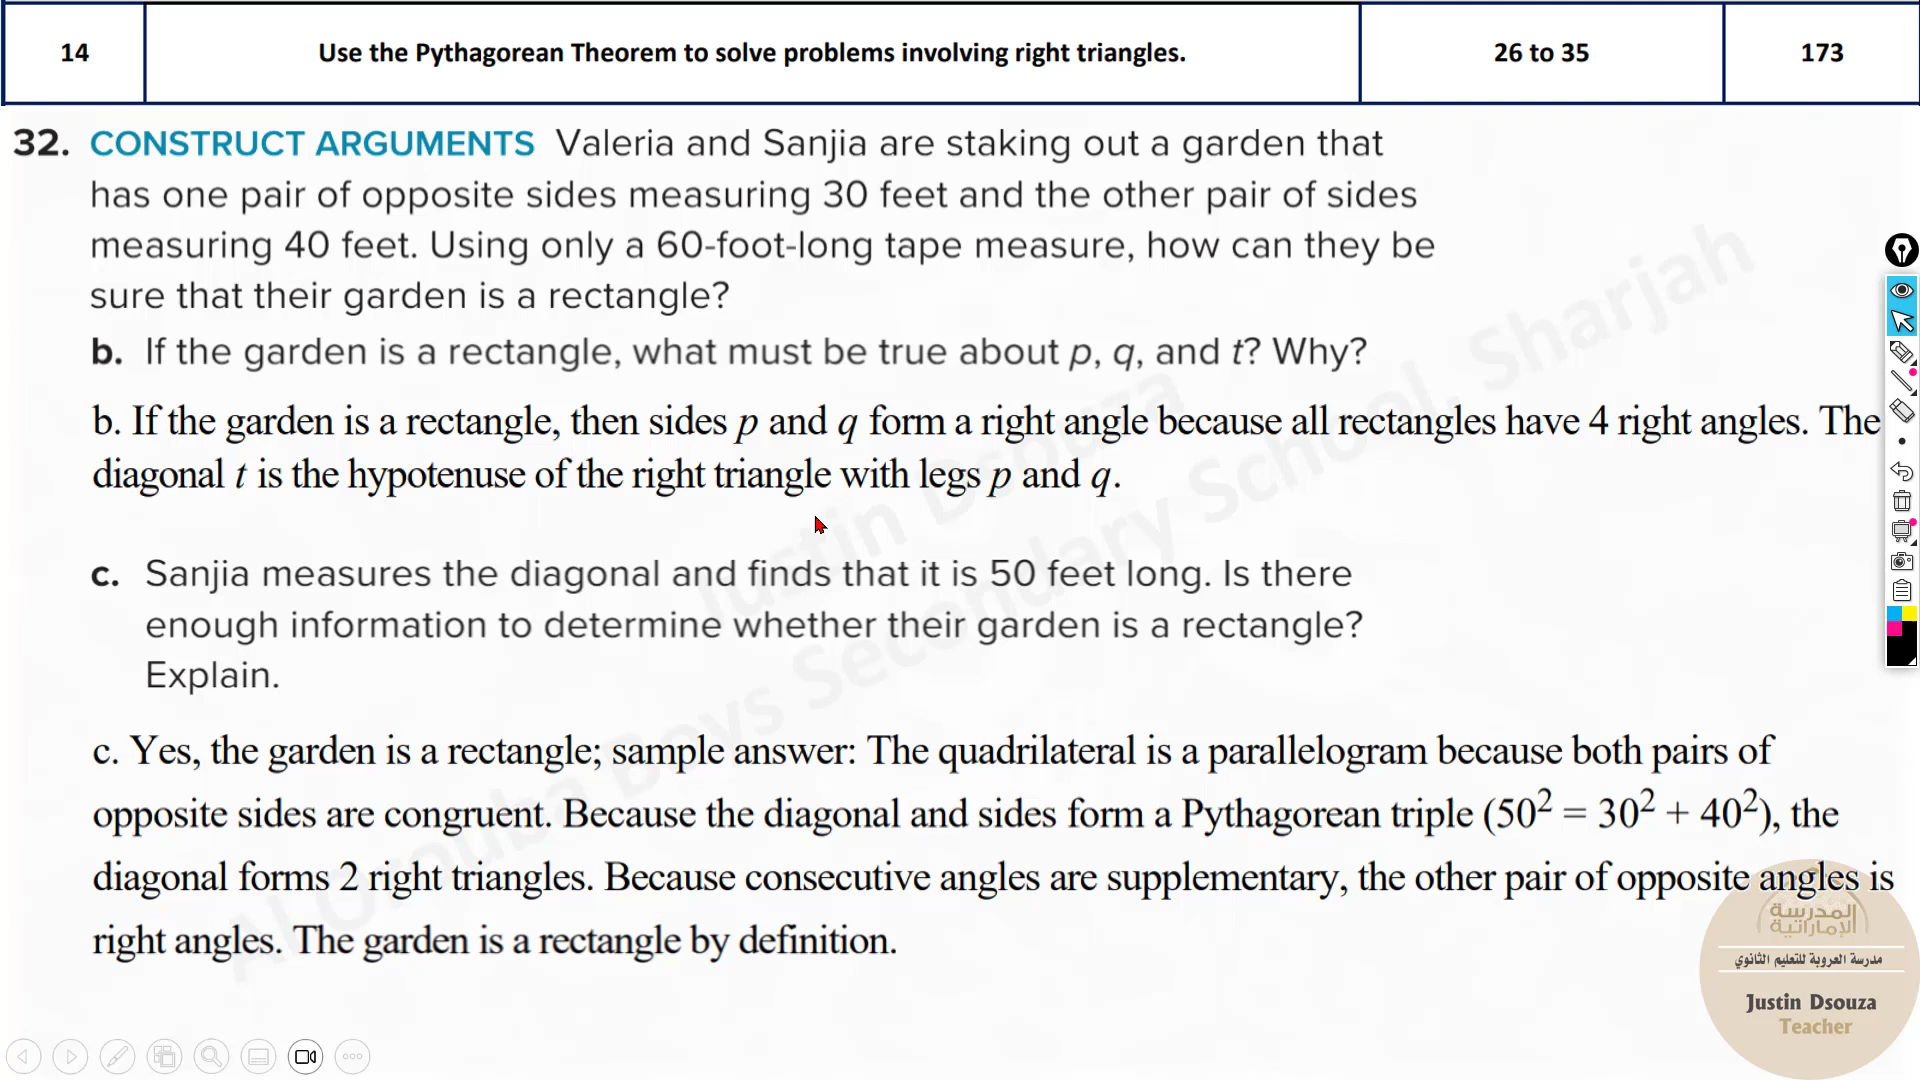 14
Use the Pythagorean Theorem to solve problems involving right triangles.
26 to 35
173
32. CONSTRUCT ARGUMENTS Valeria and Sanjia are staking out a garden that
has one pair of opposite sides measuring 30 feet and the other pair of sides
measuring 40 feet. Using only a 60-foot-long tape measure, how can they be
sure that their garden is a rectangle?
b. If the garden is a rectangle, what must be true about p, q, and t? Why?
b. If the garden is a rectangle, then sides p and q form a right angle because all rectangles have 4 right angles. The
diagonal t is the hypotenuse of the right triangle with legs p and q.
c. Sanjia measures the diagonal and finds that it is 50 feet long. Is there
enough information to determine whether their garden is a rectangle?
Explain.
c. Yes, the garden is a rectangle; sample answer: The quadrilateral is a parallelogram because both pairs of
opposite sides are congruent. Because the diagonal and sides form a Pythagorean triple (50² = 30² + 40²), the
diagonal forms 2 right triangles. Because consecutive angles are supplementary, the other pair of opposite angles is
right angles. The garden is a rectangle by definition.
Justin Dsouza
Al Orouba Boys Secondary School, Sharjah
المدرسة
الإماراتية
مدرسة العروبة للتعليم الثانوي
Justin Dsouza
Teacher